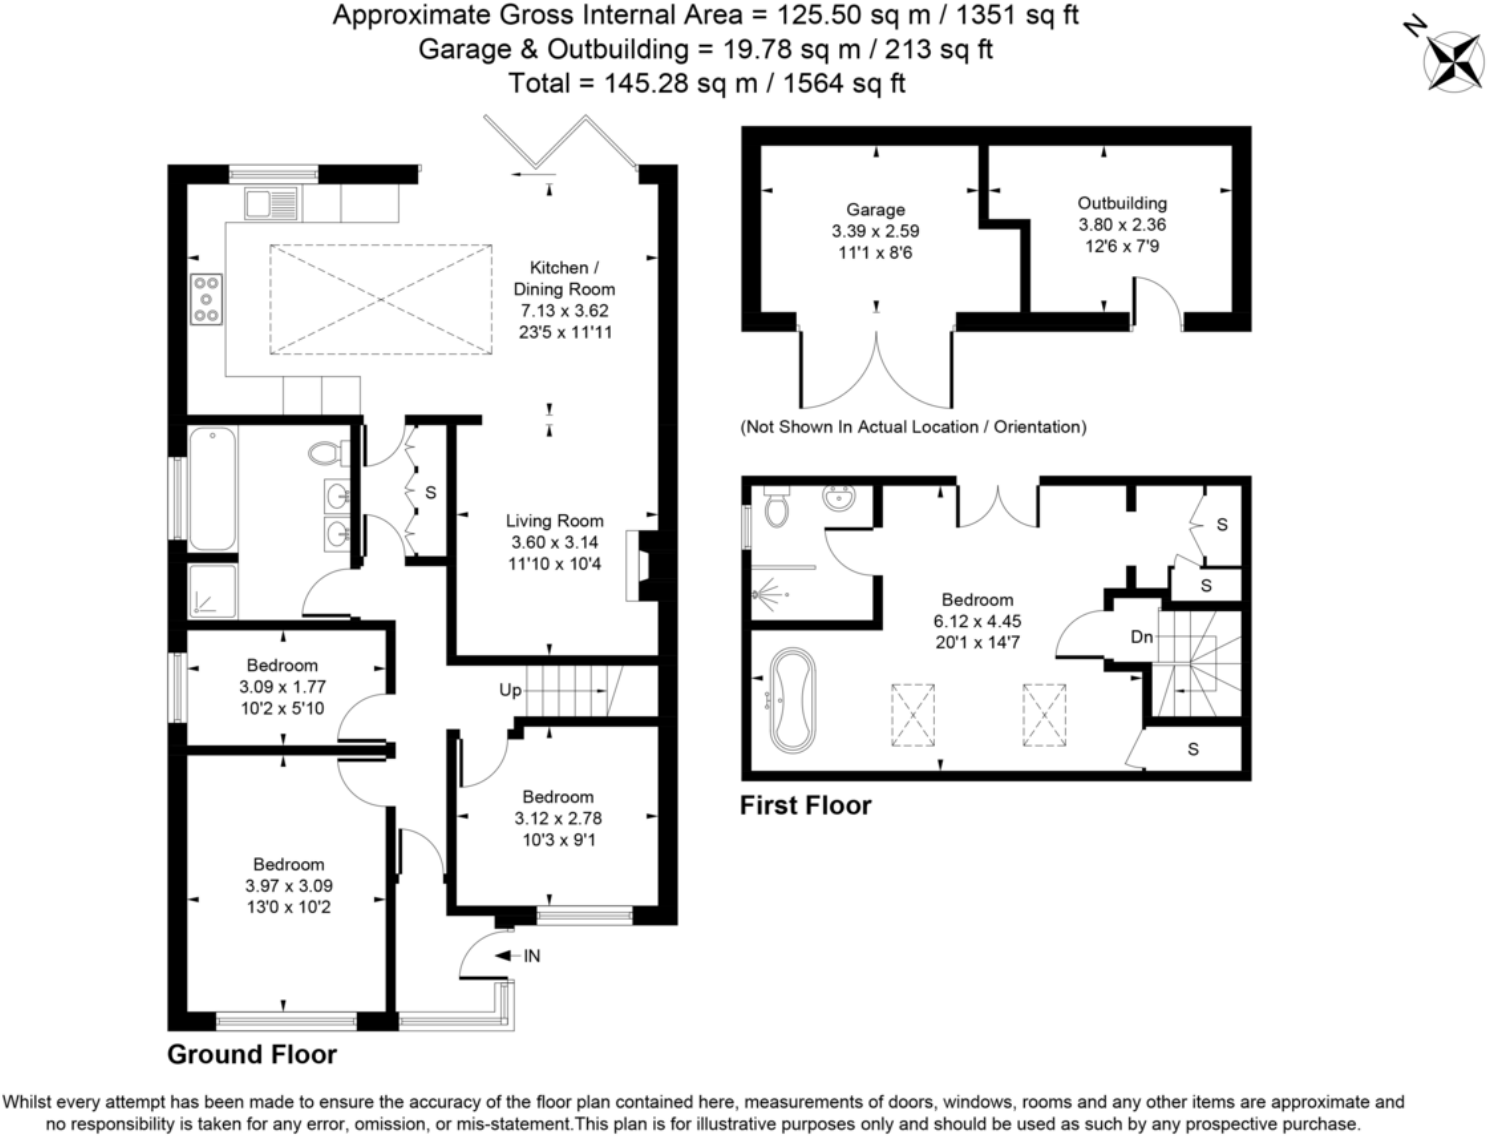 Approximate Gross Internal Area = 125.50 sq m / 1351 sq ft
Garage & Outbuilding = 19.78 sq m / 213 sq ft
Total = 145.28 sq m / 1564 sq ft
N
Kitchen /
Dining Room
7.13 x 3.62
23'5 x 11'11
S
Living Room
3.60 x 3.14
11'10 x 10'4
Bedroom
3.09 x 1.77
10'2 x 5'10
Up
Bedroom
3.12 x 2.78
10'3 x 9'1
Bedroom
3.97 x 3.09
13'0 x 10'2
IN
Ground Floor
Garage
3.39 x 2.59
11'1 x 8'6
Outbuilding
3.80 x 2.36
12'6 x 7'9
(Not Shown In Actual Location / Orientation)
S
S
Bedroom
6.12 x 4.45
20'1 x 14'7
Dn
S
First Floor
Whilst every attempt has been made to ensure the accuracy of the floor plan contained here, measurements of doors, windows, rooms and any other items are approximate and
no responsibility is taken for any error, omission, or mis-statement.This plan is for illustrative purposes only and should be used as such by any prospective purchase.